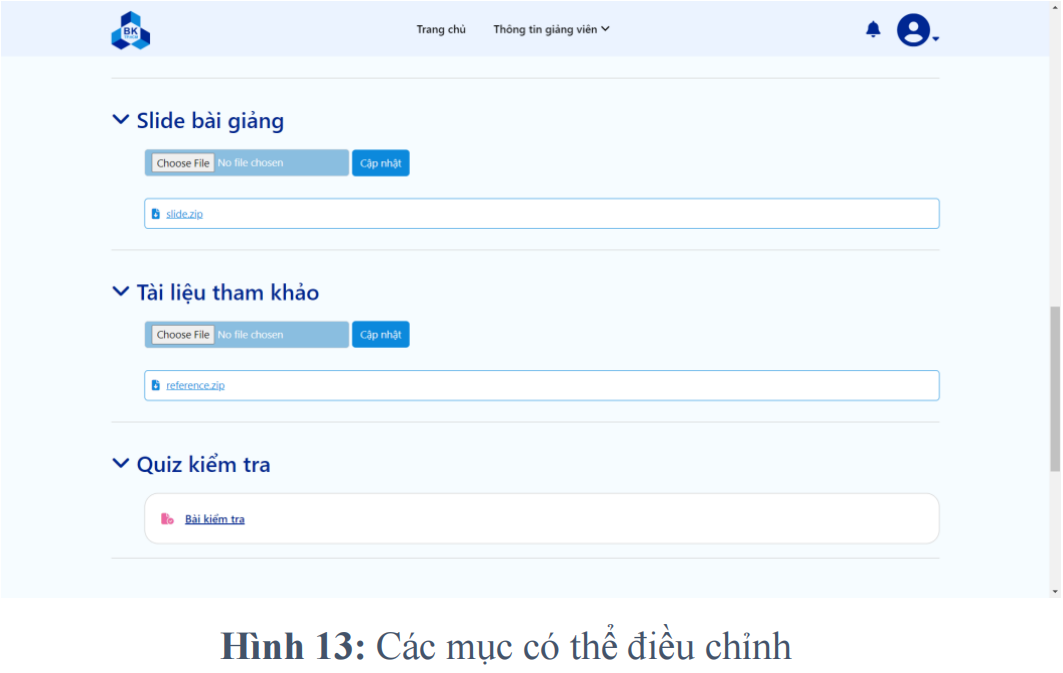 BK
Trang chủ
Thông tin giảng viên
Slide bài giảng
Choose File No file chosen
Cập nhật
slide.zip
Tài liệu tham khảo
Choose File No file chosen
Cập nhật
reference.zip
Quiz kiểm tra
Bài kiểm tra
Hình 13: Các mục có thể điều chỉnh